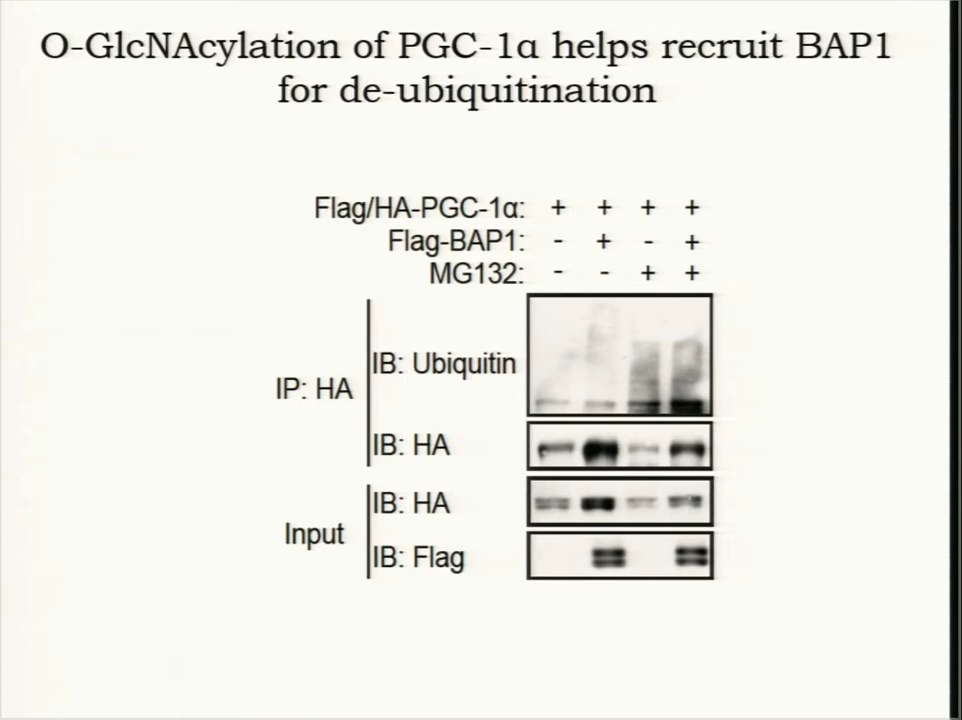 O-GlcNAcylation of PGC-1α helps recruit BAP1
for de-ubiquitination
Flag/HA-PGC-1α: + + + +
Flag-BAP1: - + - +
MG132: - - + +
IP: HA
IB: Ubiquitin
IB: HA
Input
IB: HA
IB: Flag